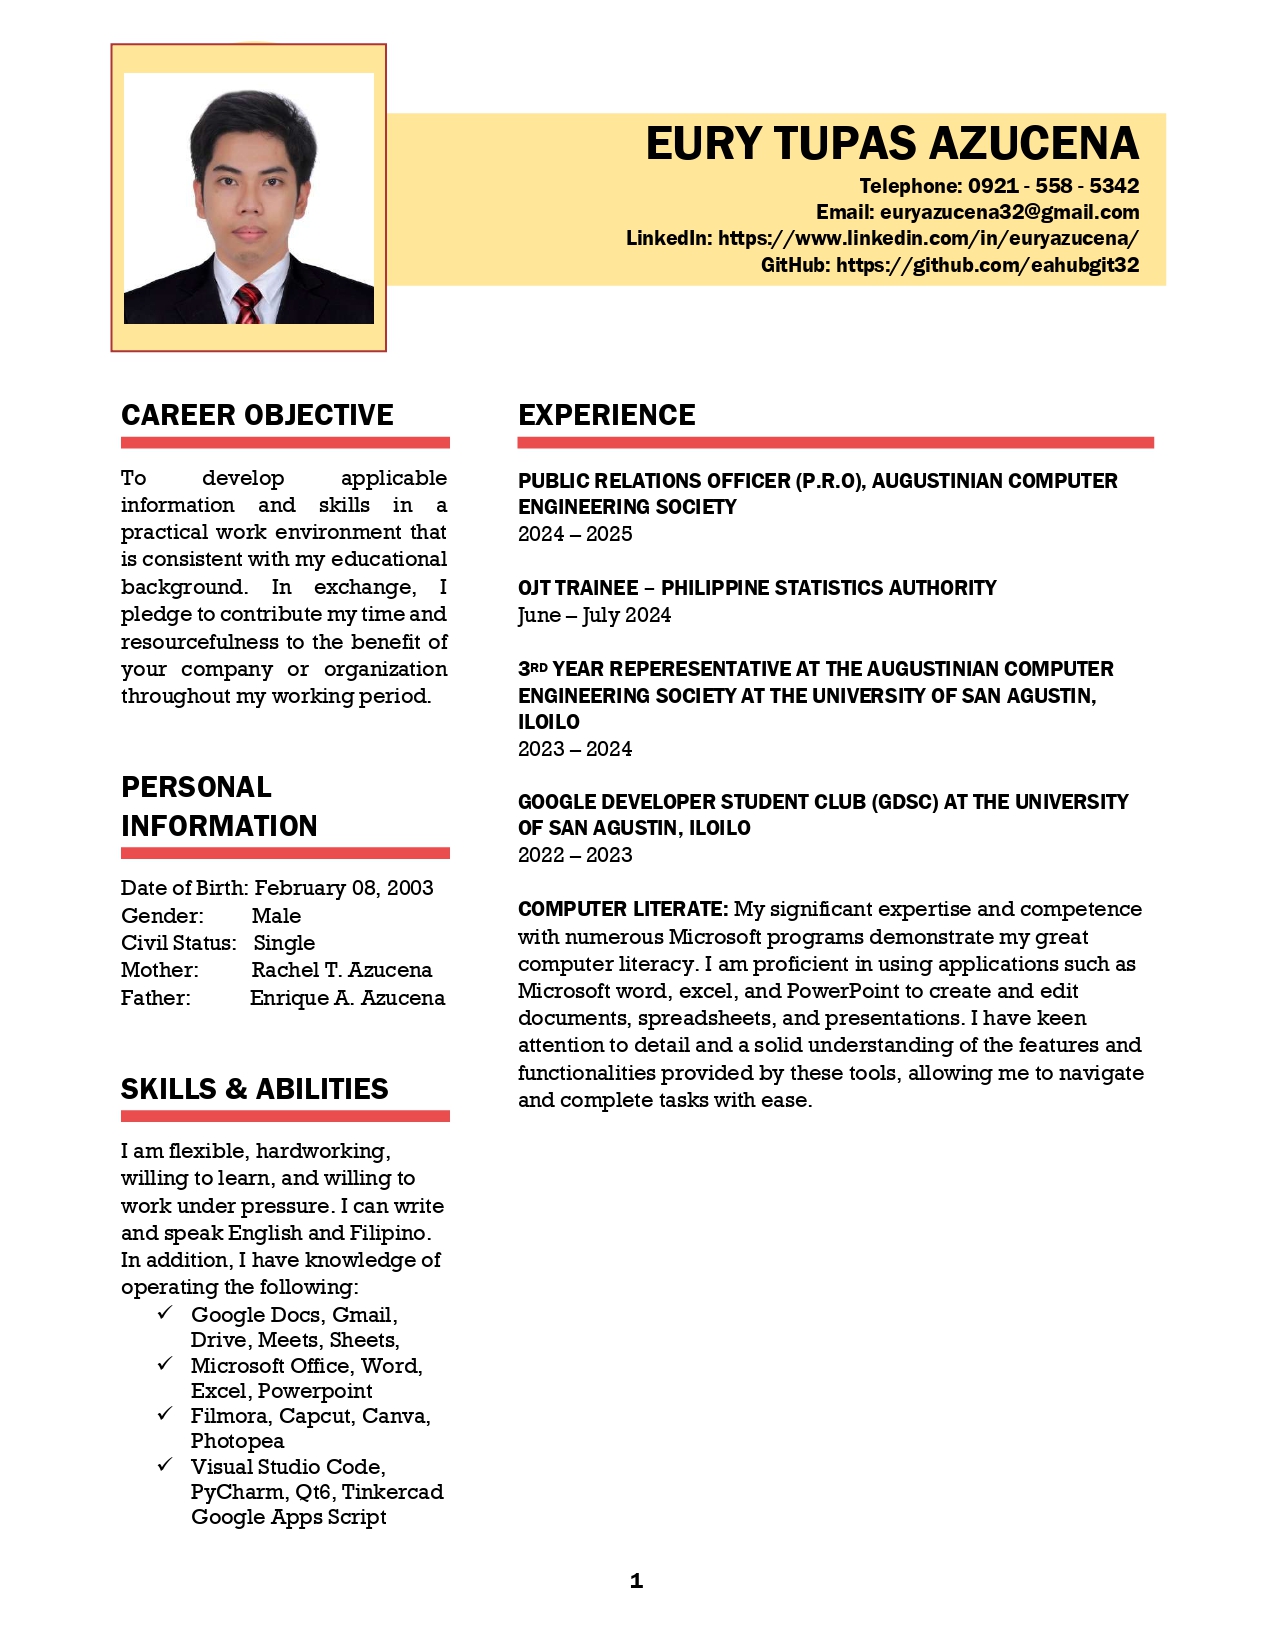 EURY TUPAS AZUCENA
Telephone: 0921 - 558 - 5342
Email: euryazucena32@gmail.com
LinkedIn: https://www.linkedin.com/in/euryazucena/
GitHub: https://github.com/eahubgit32
CAREER OBJECTIVE
To develop applicable
information and skills in a
practical work environment that
is consistent with my educational
background. In exchange, I
pledge to contribute my time and
resourcefulness to the benefit of
your company or organization
throughout my working period.
PERSONAL
INFORMATION
Date of Birth: February 08, 2003
Gender: Male
Civil Status: Single
Mother: Rachel T. Azucena
Father: Enrique A. Azucena
SKILLS & ABILITIES
I am flexible, hardworking,
willing to learn, and willing to
work under pressure. I can write
and speak English and Filipino.
In addition, I have knowledge of
operating the following:
✓ Google Docs, Gmail,
Drive, Meets, Sheets,
✓ Microsoft Office, Word,
Excel, Powerpoint
✓ Filmora, Capcut, Canva,
Photopea
✓ Visual Studio Code,
PyCharm, Qt6, Tinkercad
Google Apps Script
EXPERIENCE
PUBLIC RELATIONS OFFICER (P.R.O), AUGUSTINIAN COMPUTER
ENGINEERING SOCIETY
2024 – 2025
OJT TRAINEE – PHILIPPINE STATISTICS AUTHORITY
June – July 2024
3RD YEAR REPERESENTATIVE AT THE AUGUSTINIAN COMPUTER
ENGINEERING SOCIETY AT THE UNIVERSITY OF SAN AGUSTIN,
ILOILO
2023 – 2024
GOOGLE DEVELOPER STUDENT CLUB (GDSC) AT THE UNIVERSITY
OF SAN AGUSTIN, ILOILO
2022 – 2023
COMPUTER LITERATE: My significant expertise and competence
with numerous Microsoft programs demonstrate my great
computer literacy. I am proficient in using applications such as
Microsoft word, excel, and PowerPoint to create and edit
documents, spreadsheets, and presentations. I have keen
attention to detail and a solid understanding of the features and
functionalities provided by these tools, allowing me to navigate
and complete tasks with ease.
1